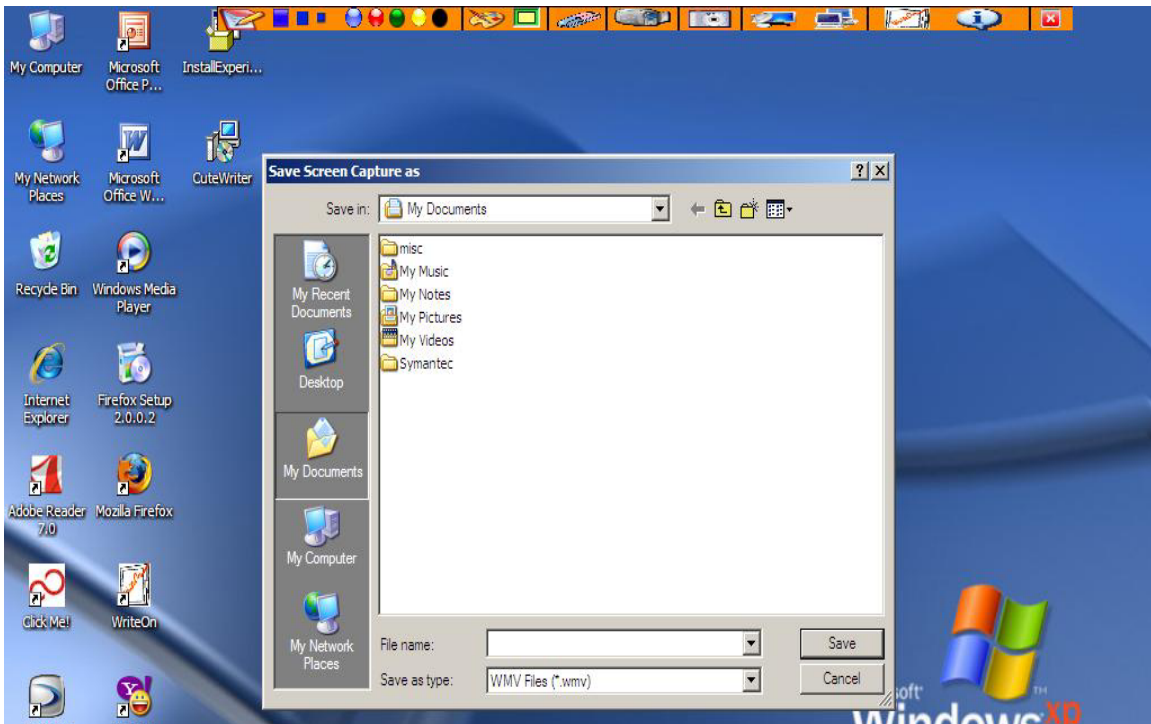 My Computer
Microsoft
Office P...
InstallExperi...
My Network
Places
Microsoft
Office W...
CuteWriter
Recycle Bin
Windows Media
Player
Internet
Explorer
Firefox Setup
2.0.0.2
Adobe Reader
7.0
Mozilla Firefox
Click Me!
WriteOn
Save Screen Capture as
Save in:
My Documents
My Recent
Documents
Desktop
My Documents
My Computer
My Network
Places
misc
My Music
My Notes
My Pictures
My Videos
Symantec
File name:
Save
Save as type:
WMV Files (*.wmv)
Cancel
soft
TM
Windows XP